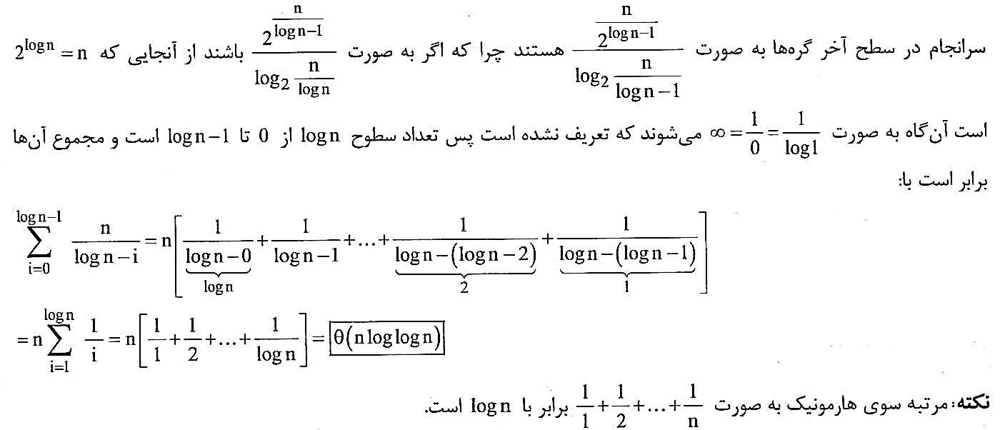 سرانجام در سطح آخر گره‌ها به صورت $\frac{\frac{n}{2^{\log n-1}}}{\log_2 \frac{n}{\log n-1}}$ هستند چرا که اگر به صورت $\frac{\frac{n}{2^{\log n-1}}}{\log_2 \frac{n}{\log n}}$ باشند از آنجایی که $2^{\log n}=n$
است آن‌گاه به صورت $\infty=\frac{1}{0}=\frac{1}{\log 1}$ می‌شوند که تعریف نشده است پس تعداد سطوح log n از 0 تا log n−1 است و مجموع آن‌ها
برابر است با:
$\sum_{i=0}^{\log n-1} \frac{n}{\log n-i}=n\left[\underbrace{\frac{1}{\log n-0}}_{\log n}+\frac{1}{\log n-1}+...+\underbrace{\frac{1}{\log n-(\log n-2)}}_{2}+\underbrace{\frac{1}{\log n-(\log n-1)}}_{1}\right]$
$=n\sum_{i=1}^{\log n} \frac{1}{i}=n\left[\frac{1}{1}+\frac{1}{2}+...+\frac{1}{\log n}\right]=\boxed{\theta(n\log\log n)}$
نکته: مرتبه سوی هارمونیک به صورت $\frac{1}{1}+\frac{1}{2}+...+\frac{1}{n}$ برابر با log n است.